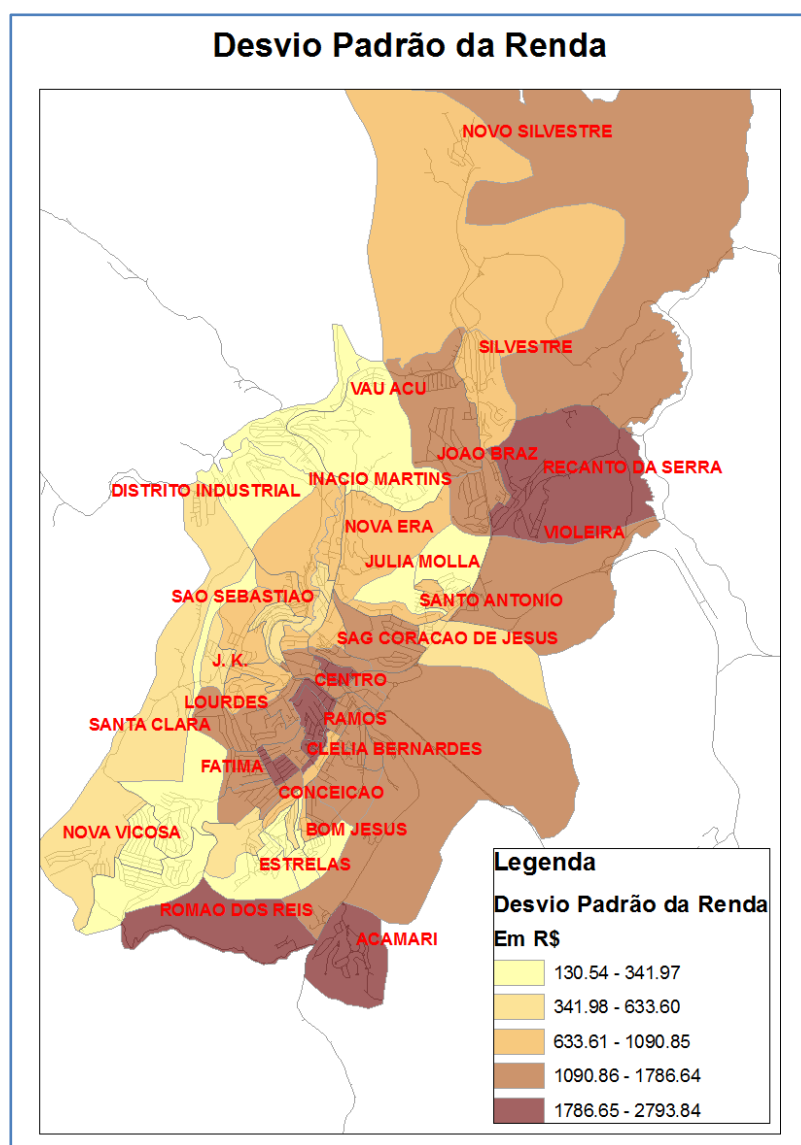 Desvio Padrão da Renda
NOVO SILVESTRE
SILVESTRE
VAU ACU
JOAO BRAZ
RECANTO DA SERRA
INACIO MARTINS
DISTRITO INDUSTRIAL
NOVA ERA
VIOLEIRA
JULIA MOLLA
SAO SEBASTIAO
SANTO ANTONIO
SAG CORACAO DE JESUS
J. K.
CENTRO
LOURDES
RAMOS
SANTA CLARA
CLELIA BERNARDES
FATIMA
CONCEICAO
NOVA VICOSA
BOM JESUS
ESTRELAS
ROMAO DOS REIS
ACAMARI
Legenda
Desvio Padrão da Renda
Em R$
130.54 - 341.97
341.98 - 633.60
633.61 - 1090.85
1090.86 - 1786.64
1786.65 - 2793.84